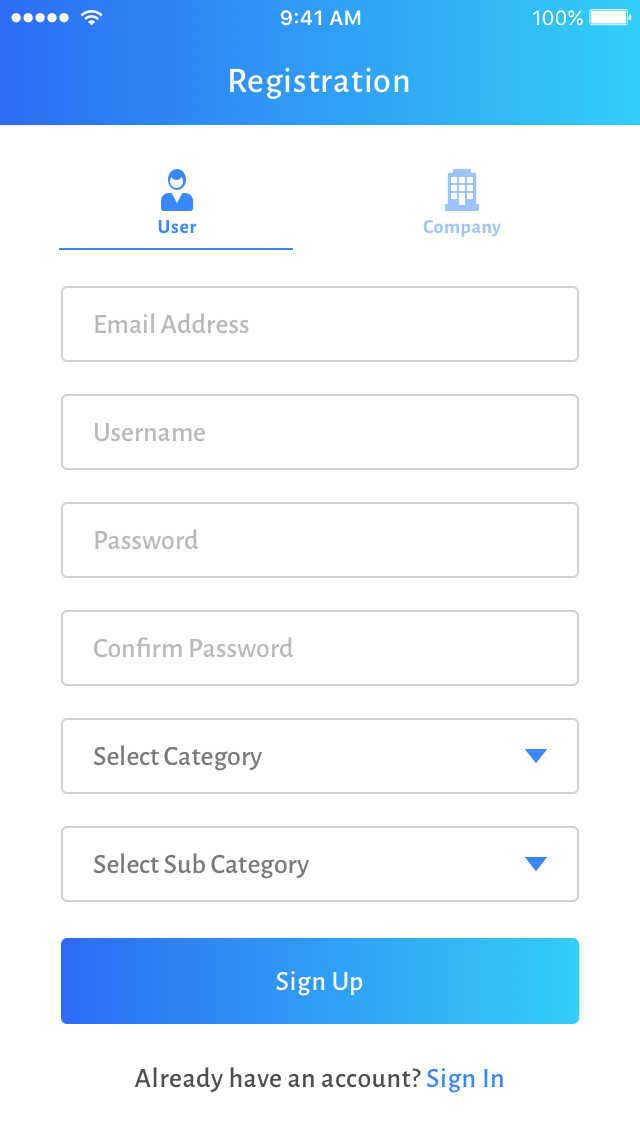 9:41 AM 100%
Registration
User Company
Email Address
Username
Password
Confirm Password
Select Category
Select Sub Category
Sign Up
Already have an account? Sign In